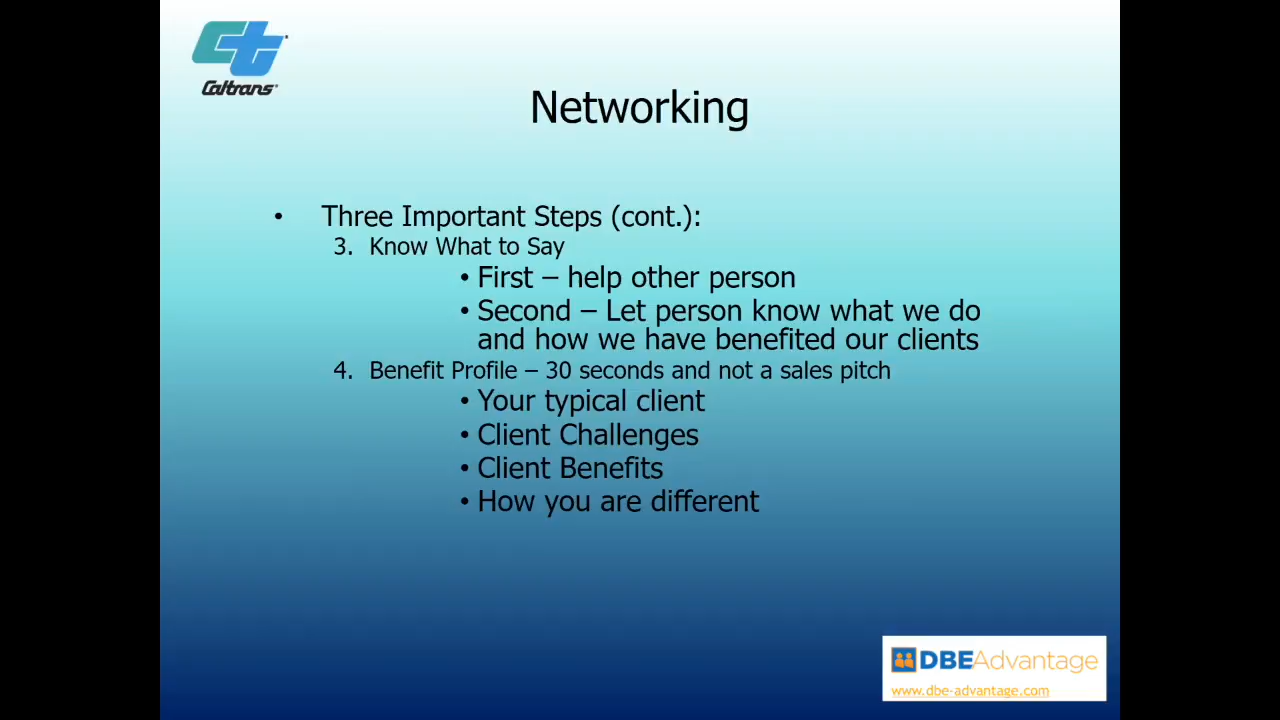 Caltrans
Networking
• Three Important Steps (cont.):
3. Know What to Say
• First – help other person
• Second – Let person know what we do
and how we have benefited our clients
4. Benefit Profile – 30 seconds and not a sales pitch
• Your typical client
• Client Challenges
• Client Benefits
• How you are different
DBEAdvantage
www.dbe-advantage.com